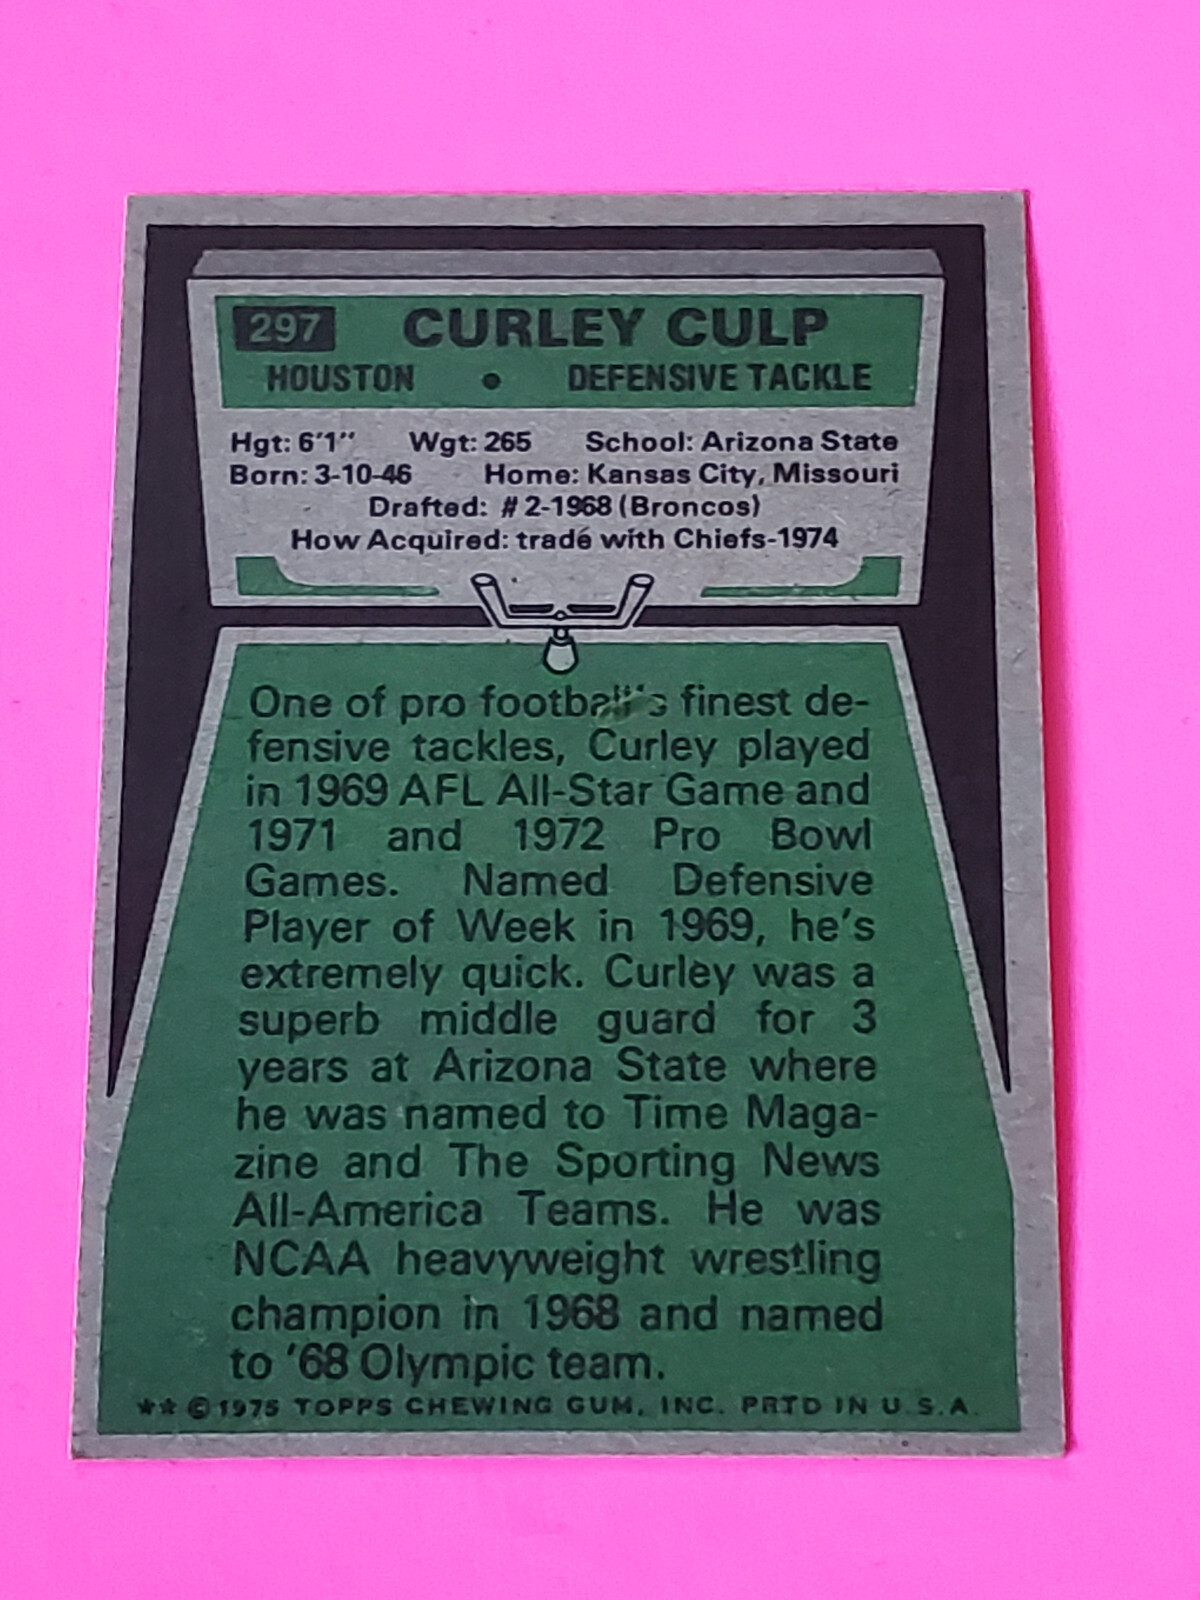 297 CURLEY CULP
HOUSTON • DEFENSIVE TACKLE
Hgt: 6'1" Wgt: 265 School: Arizona State
Born: 3-10-46 Home: Kansas City, Missouri
Drafted: #2-1968 (Broncos)
How Acquired: trade with Chiefs-1974
One of pro football's finest de-
fensive tackles, Curley played
in 1969 AFL All-Star Game and
1971 and 1972 Pro Bowl
Games. Named Defensive
Player of Week in 1969, he's
extremely quick. Curley was a
superb middle guard for 3
years at Arizona State where
he was named to Time Maga-
zine and The Sporting News
All-America Teams. He was
NCAA heavyweight wrestling
champion in 1968 and named
to '68 Olympic team.
** © 1975 TOPPS CHEWING GUM, INC. PRTD IN U.S.A.